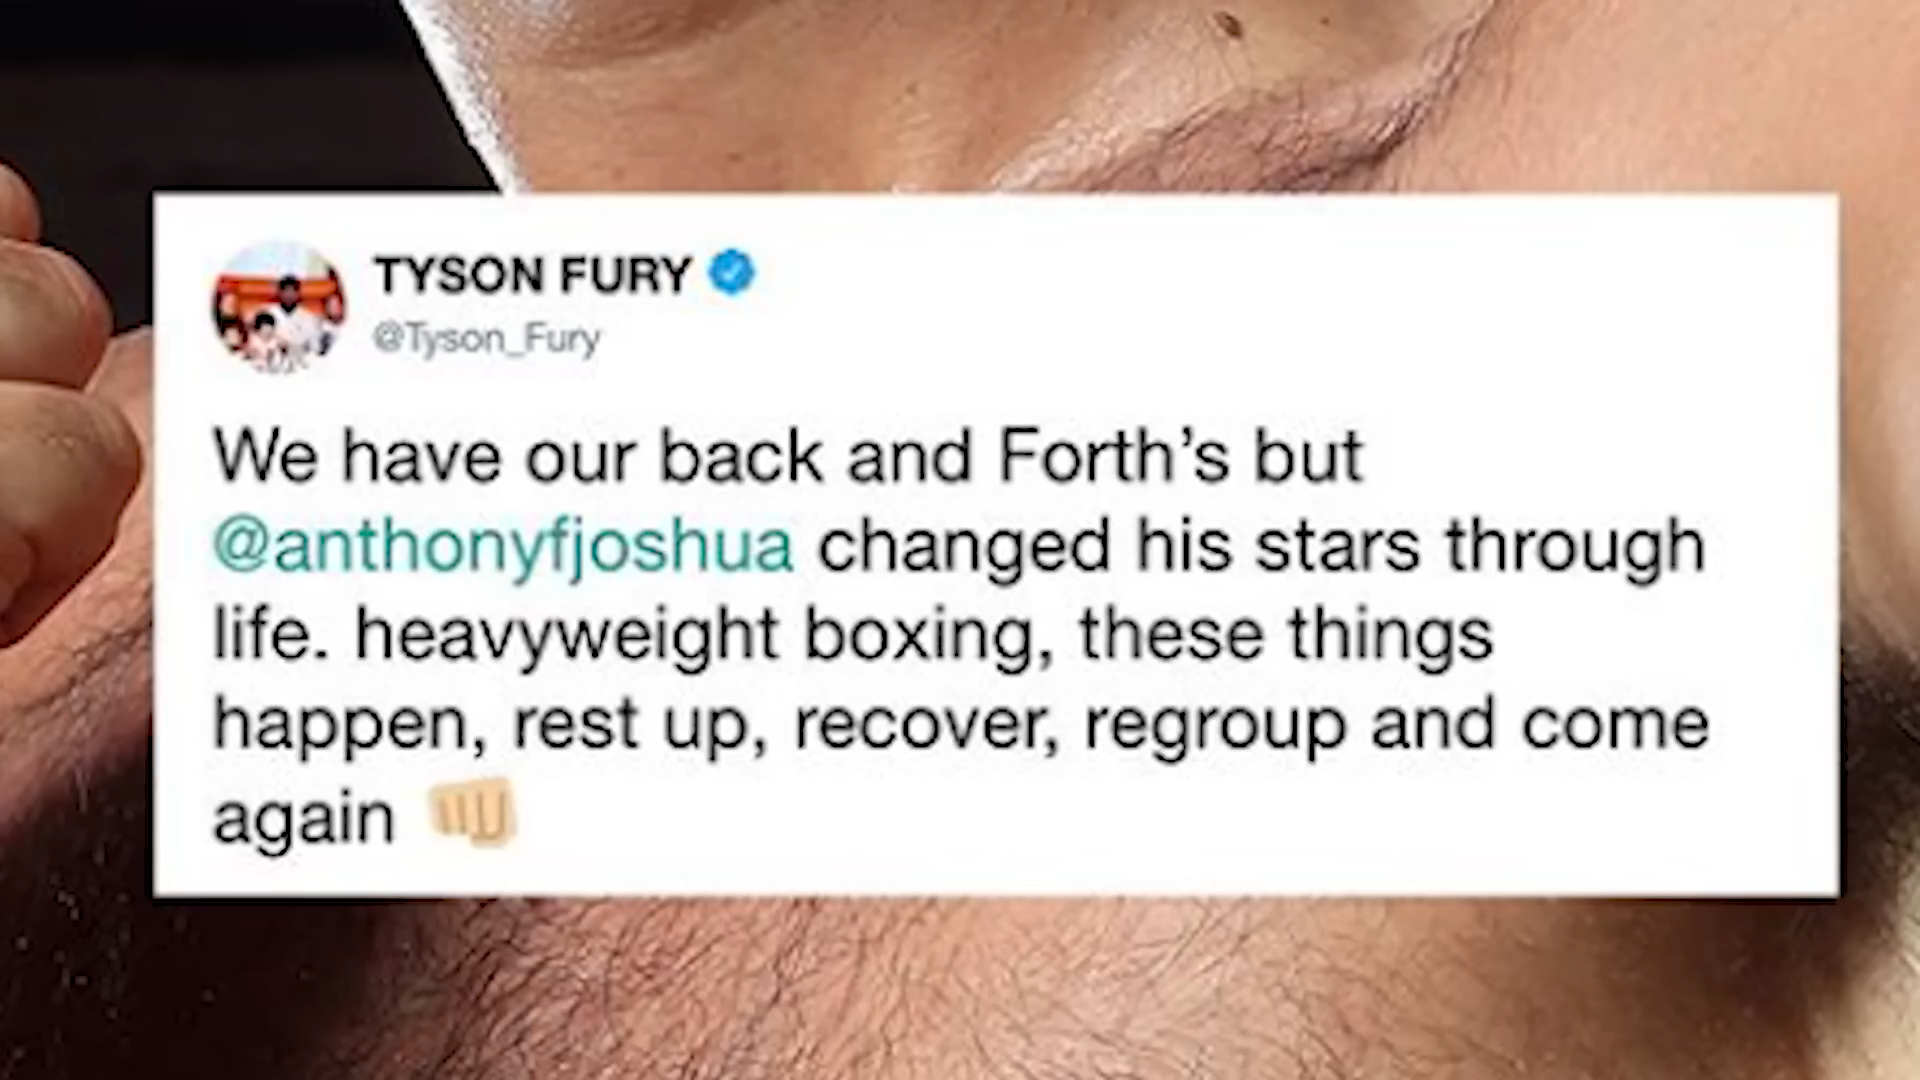 TYSON FURY
@Tyson_Fury
We have our back and Forth’s but
@anthonyfjoshua changed his stars through
life. heavyweight boxing, these things
happen, rest up, recover, regroup and come
again 👊🏼